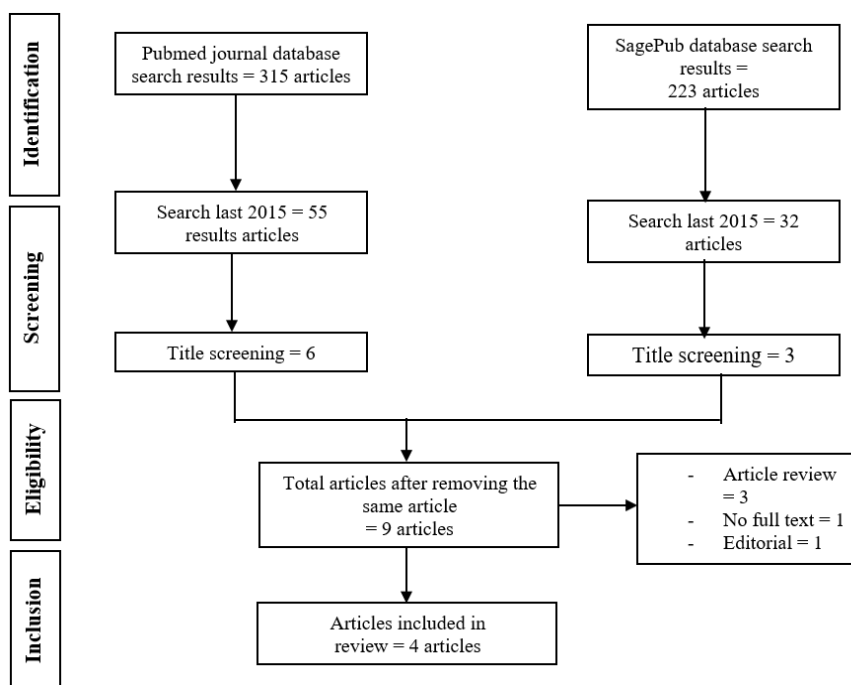 Identification
Pubmed journal database
search results = 315 articles
SagePub database search
results =
223 articles
Screening
Search last 2015 = 55
results articles
Search last 2015 = 32
articles
Title screening = 6
Title screening = 3
Eligibility
Total articles after removing the
same article
= 9 articles
- Article review
= 3
- No full text = 1
- Editorial = 1
Inclusion
Articles included in
review = 4 articles